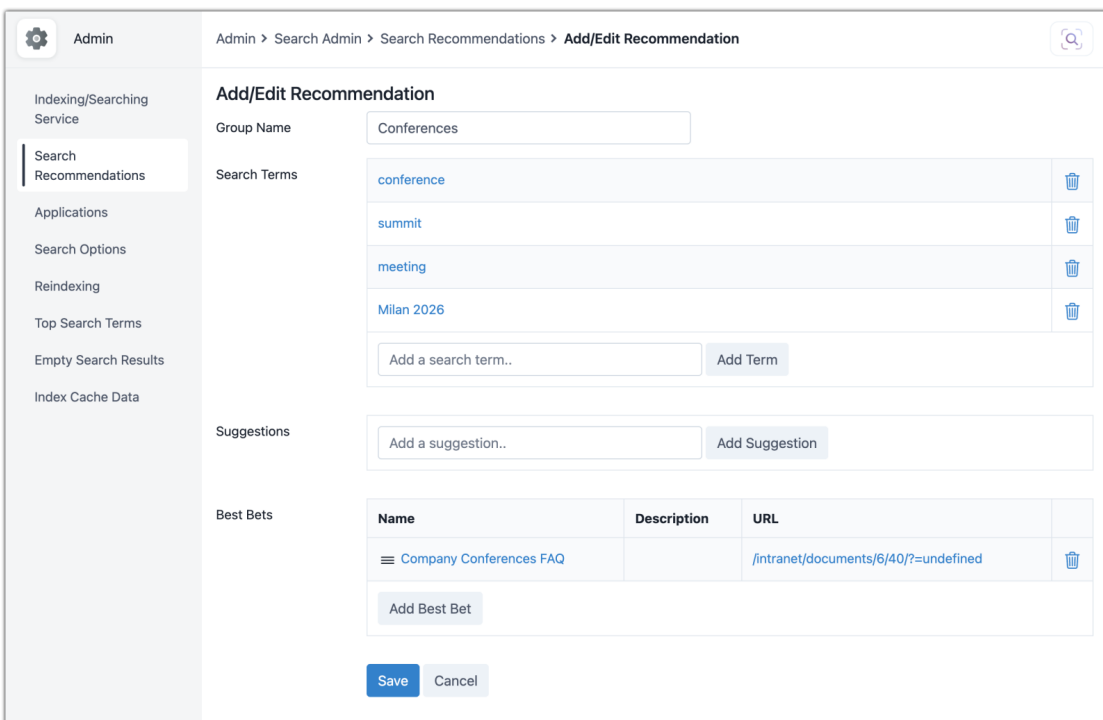 Admin
Admin > Search Admin > Search Recommendations > Add/Edit Recommendation
Indexing/Searching
Service
Search
Recommendations
Applications
Search Options
Reindexing
Top Search Terms
Empty Search Results
Index Cache Data
Add/Edit Recommendation
Group Name
Conferences
Search Terms
conference
summit
meeting
Milan 2026
Add a search term..
Add Term
Suggestions
Add a suggestion..
Add Suggestion
Best Bets
Name Description URL
Company Conferences FAQ /intranet/documents/6/40/?=undefined
Add Best Bet
Save Cancel